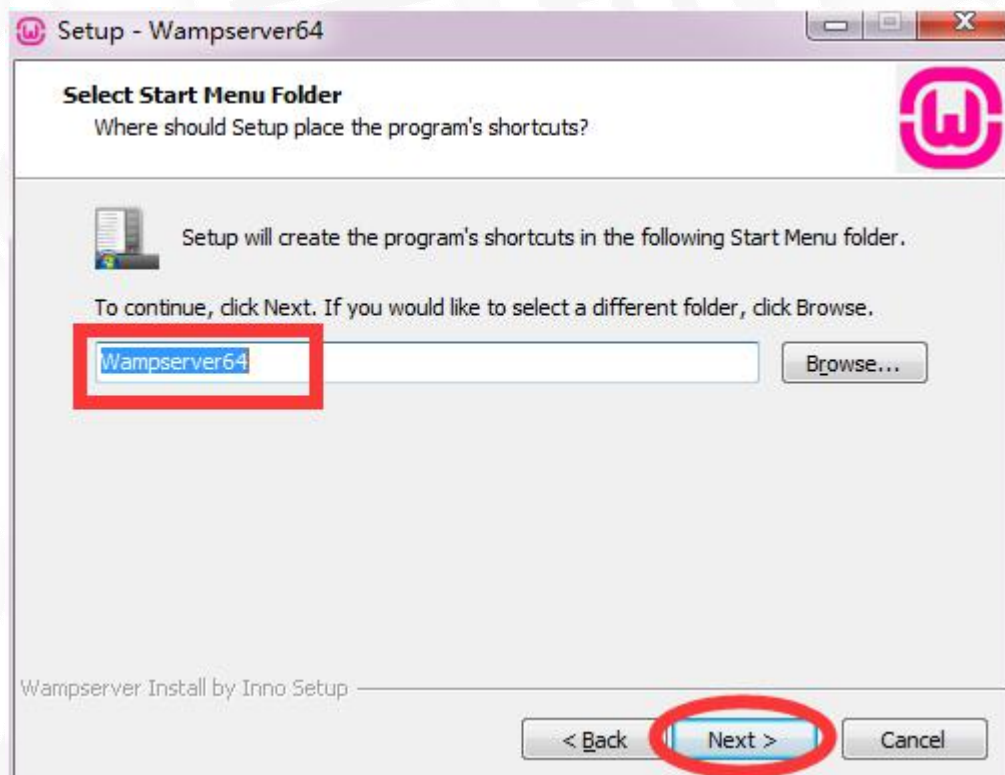 Setup - Wampserver64
Select Start Menu Folder
Where should Setup place the program's shortcuts?
Setup will create the program's shortcuts in the following Start Menu folder.
To continue, click Next. If you would like to select a different folder, click Browse.
Wampserver64
Browse...
Wampserver Install by Inno Setup
< Back
Next >
Cancel